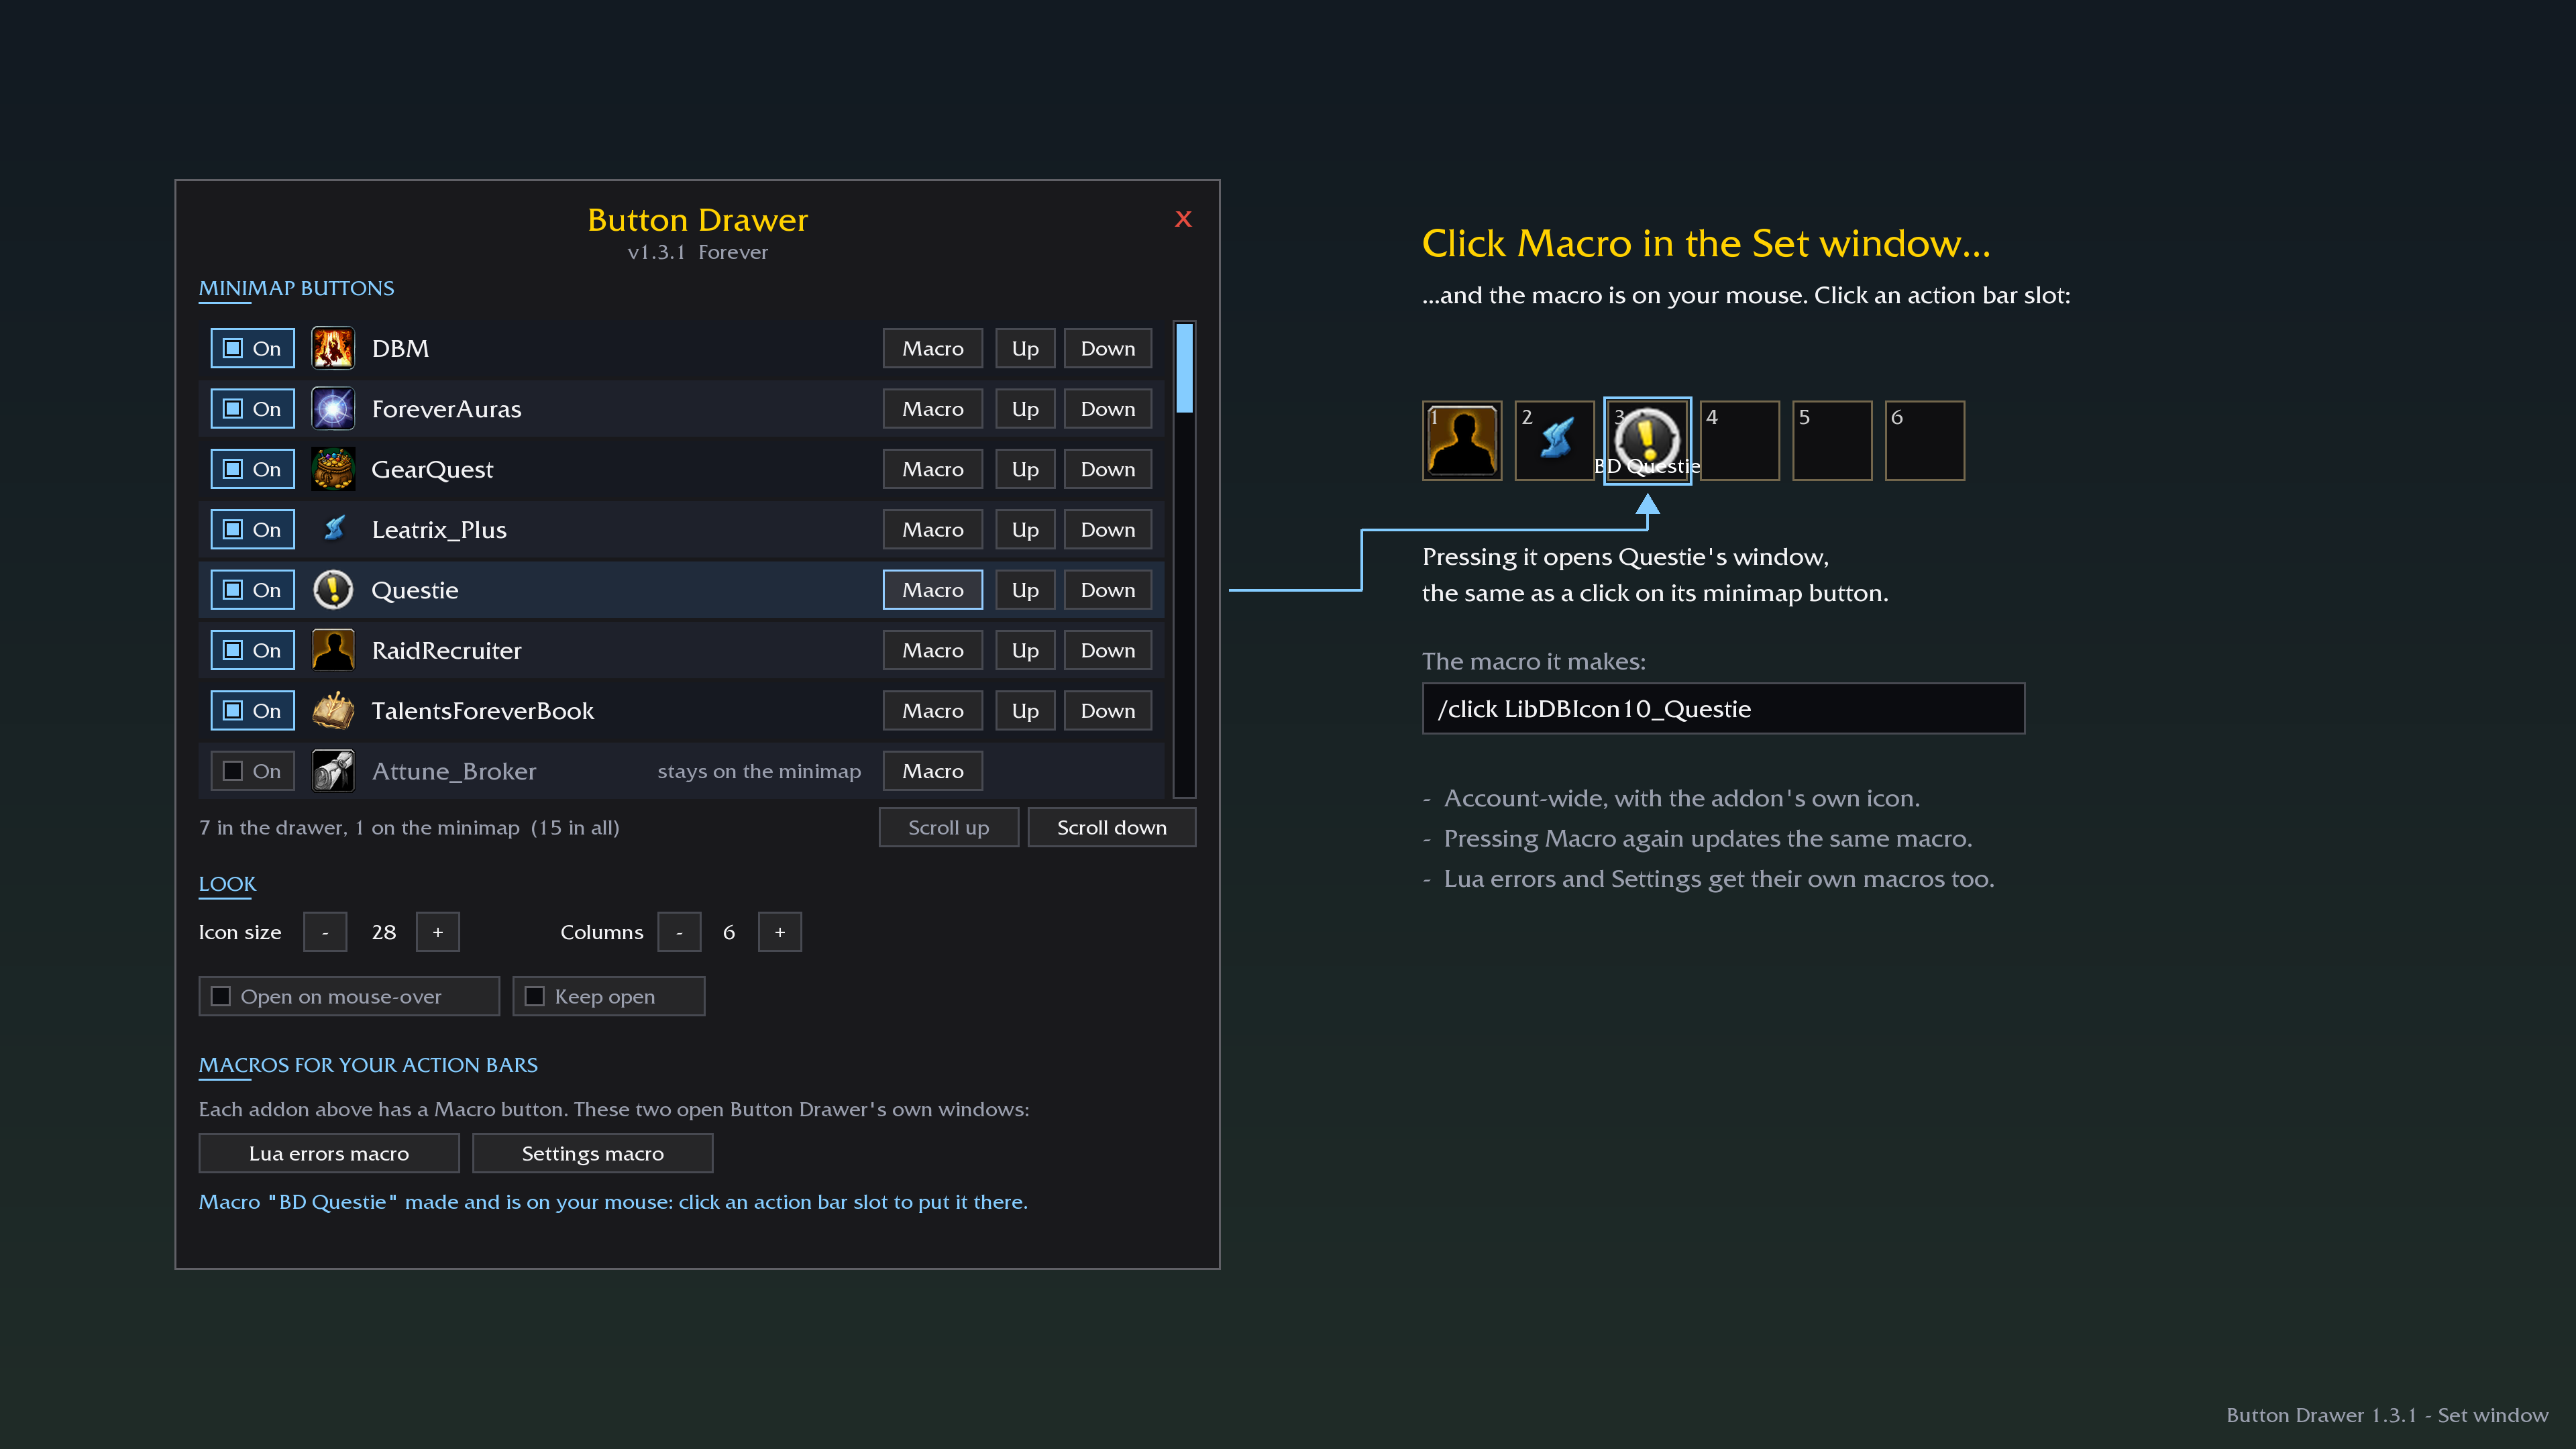 Button Drawer
X
v1.3.1 Forever
MINIMAP BUTTONS
On DBM Macro Up Down
On ForeverAuras Macro Up Down
On GearQuest Macro Up Down
On Leatrix_Plus Macro Up Down
On Questie Macro Up Down
On RaidRecruiter Macro Up Down
On TalentsForeverBook Macro Up Down
On Attune_Broker stays on the minimap Macro
7 in the drawer, 1 on the minimap (15 in all) Scroll up Scroll down
LOOK
Icon size - 28 + Columns - 6 +
Open on mouse-over Keep open
MACROS FOR YOUR ACTION BARS
Each addon above has a Macro button. These two open Button Drawer's own windows:
Lua errors macro Settings macro
Macro "BD Questie" made and is on your mouse: click an action bar slot to put it there.
Click Macro in the Set window...
...and the macro is on your mouse. Click an action bar slot:
1 2 3 4 5 6
BD Questie
Pressing it opens Questie's window,
the same as a click on its minimap button.
The macro it makes:
/click LibDBIcon10_Questie
- Account-wide, with the addon's own icon.
- Pressing Macro again updates the same macro.
- Lua errors and Settings get their own macros too.
Button Drawer 1.3.1 - Set window